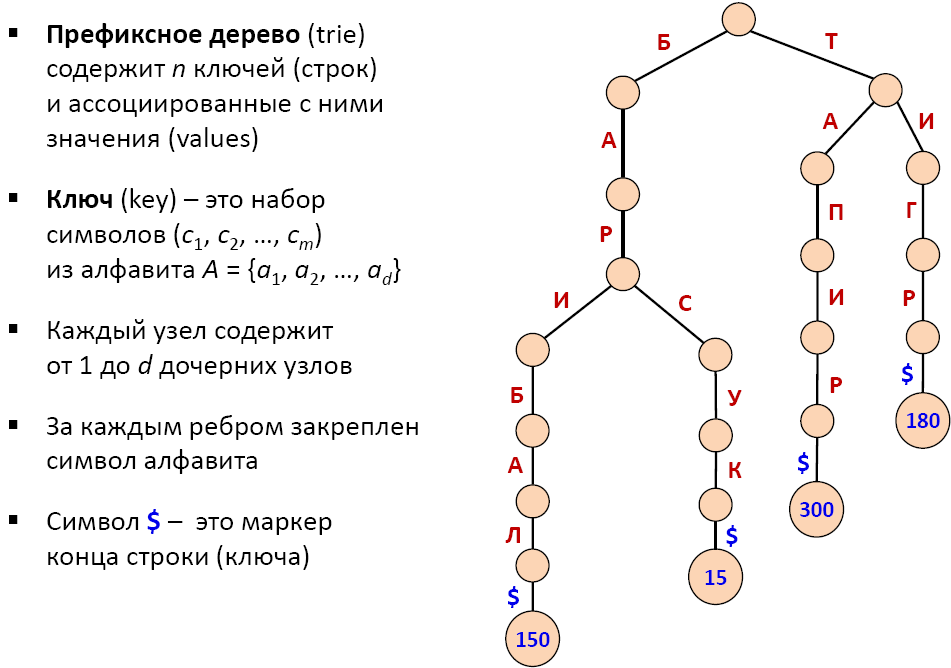 ▪ Префиксное дерево (trie)
содержит n ключей (строк)
и ассоциированные с ними
значения (values)
▪ Ключ (key) – это набор
символов (c1, c2, ..., cm)
из алфавита A = {a1, a2, ..., ad}
▪ Каждый узел содержит
от 1 до d дочерних узлов
▪ За каждым ребром закреплен
символ алфавита
▪ Символ $ – это маркер
конца строки (ключа)
Б Т
А А И
Р П Г
И С И Р
Б У Р $
А К $ 180
Л $ 300
$ 15
150